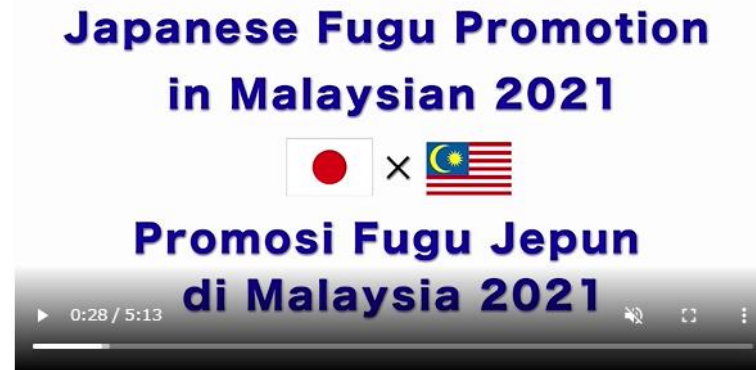 Japanese Fugu Promotion
in Malaysian 2021
×
Promosi Fugu Jepun
di Malaysia 2021
0:28 / 5:13